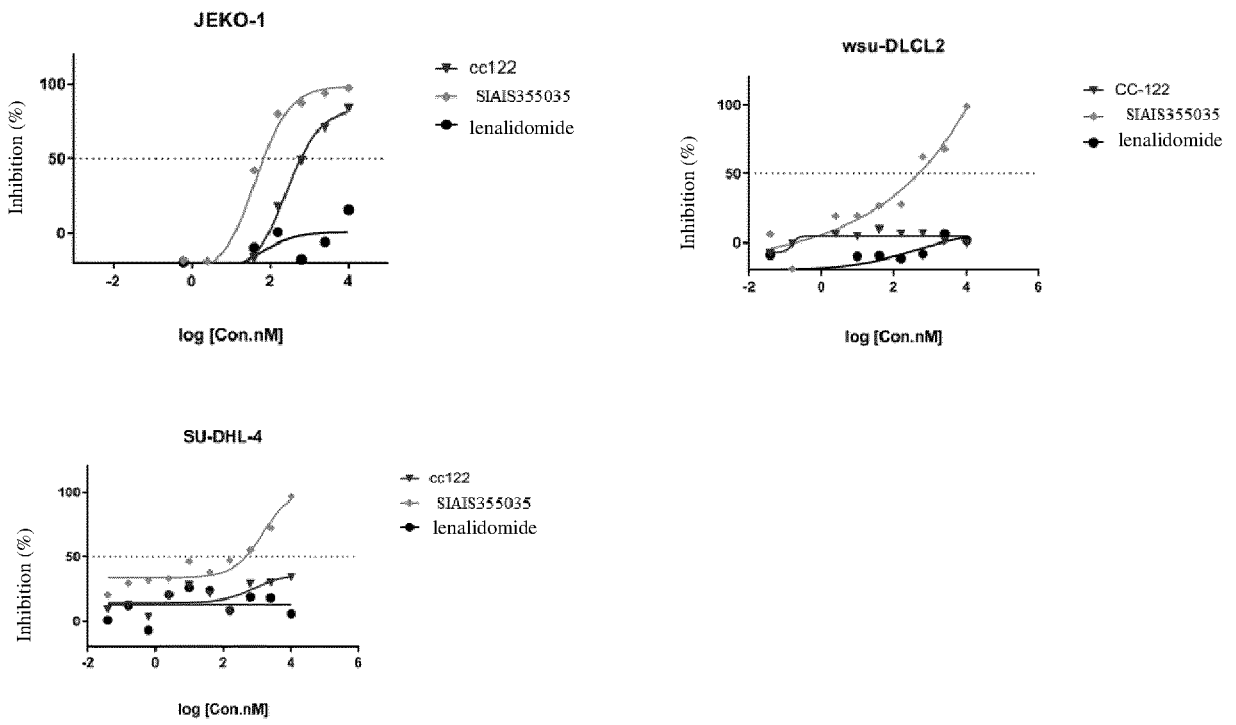 JEKO-1
100
50
0
-2 0 2 4
Inhibition (%)
log [Con.nM]
cc122
SIAIS355035
lenalidomide
wsu-DLCL2
100
50
0
-2 0 2 4 6
Inhibition (%)
log [Con.nM]
CC-122
SIAIS355035
lenalidomide
SU-DHL-4
100
50
0
-2 0 2 4 6
Inhibition (%)
log [Con.nM]
cc122
SIAIS355035
lenalidomide